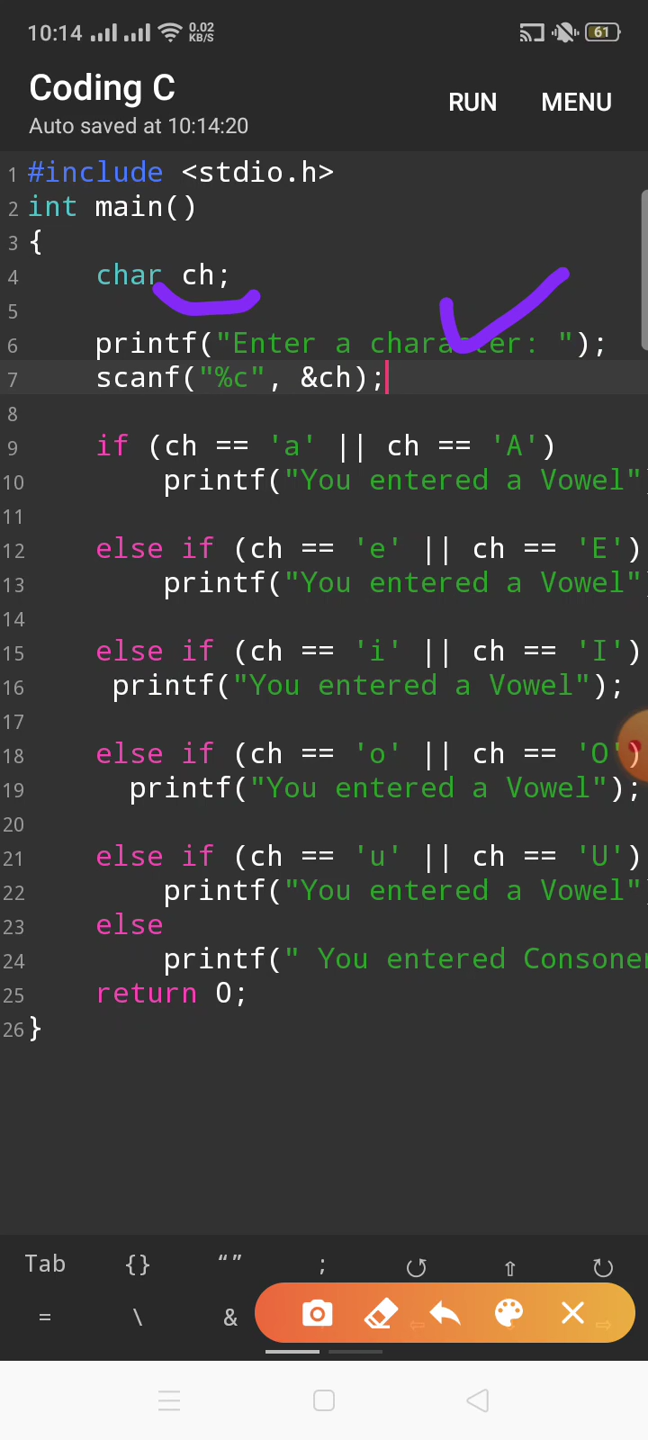 10:14 0.02 KB/S 61
Coding C
RUN MENU
Auto saved at 10:14:20
1 #include <stdio.h>
2 int main()
3 {
4 char ch;
5
6 printf("Enter a character: ");
7 scanf("%c", &ch);
8
9 if (ch == 'a' || ch == 'A')
10 printf("You entered a Vowel")
11
12 else if (ch == 'e' || ch == 'E')
13 printf("You entered a Vowel")
14
15 else if (ch == 'i' || ch == 'I')
16 printf("You entered a Vowel");
17
18 else if (ch == 'o' || ch == 'O')
19 printf("You entered a Vowel");
20
21 else if (ch == 'u' || ch == 'U')
22 printf("You entered a Vowel")
23 else
24 printf(" You entered Consone
25 return 0;
26 }
Tab {} “” ;
= \ &